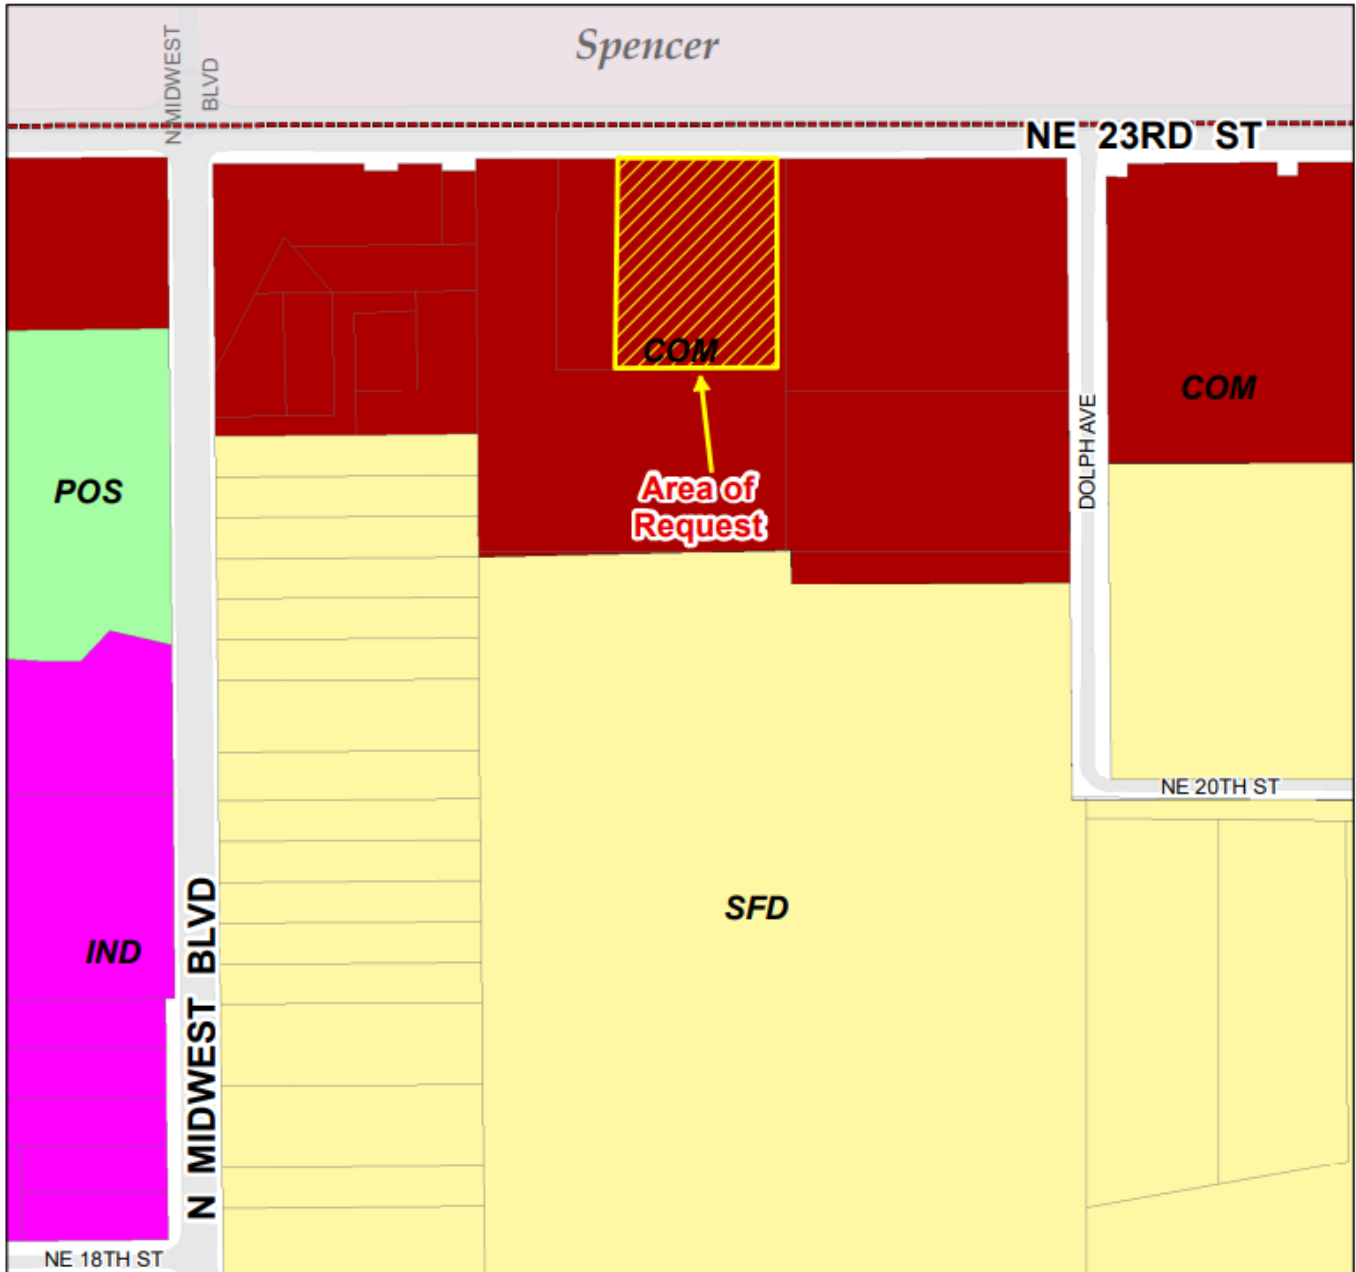 Spencer
N MIDWEST
BLVD
NE 23RD ST
COM
COM
DOLPH AVE
POS
Area of
Request
NE 20TH ST
SFD
IND
N MIDWEST BLVD
NE 18TH ST